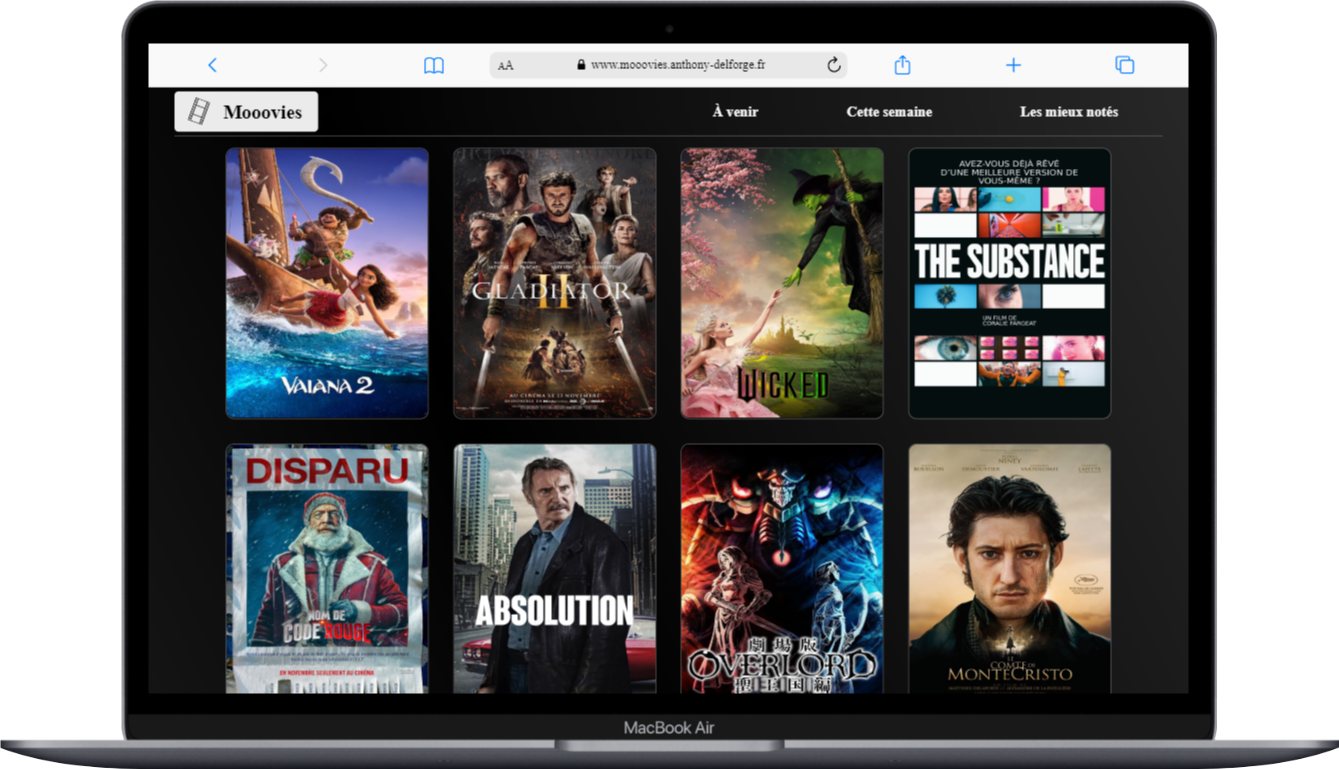 AA
www.mooovies.anthony-delforge.fr
Mooovies
À venir
Cette semaine
Les mieux notés
VAIANA 2
GLADIATOR
II
AU CINÉMA LE 13 NOVEMBRE
WICKED
AVEZ-VOUS DÉJÀ RÊVÉ
D'UNE MEILLEURE VERSION DE
VOUS-MÊME ?
THE SUBSTANCE
UN FILM DE
CORALIE FARGEAT
DISPARU
NOM DE
CODE ROUGE
EN NOVEMBRE SEULEMENT AU CINÉMA
ABSOLUTION
劇場版
OVERLORD
聖王国編
NINEY
LE
COMTE DE
MONTE-CRISTO
MacBook Air